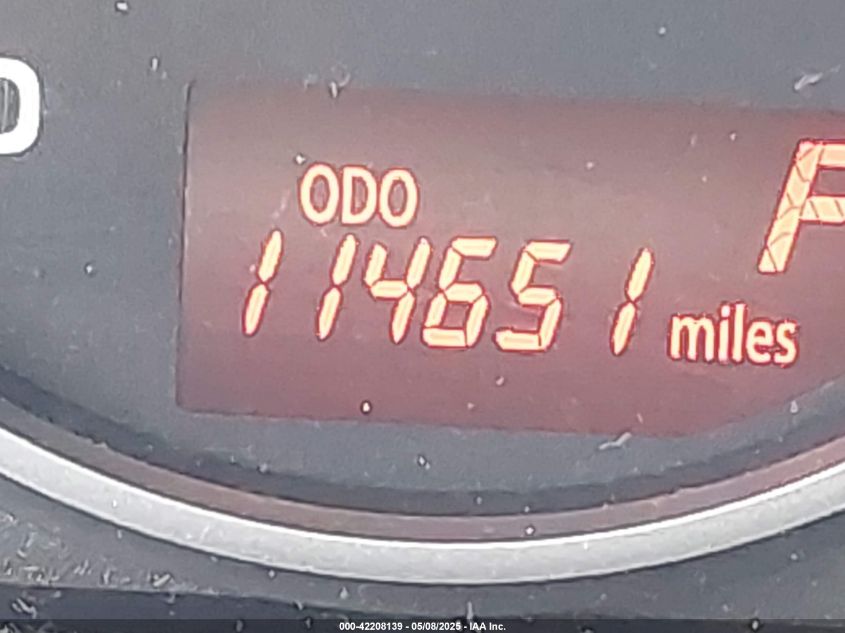 ODO
114651 miles
P
000-42208139 - 05/08/2025 - IAA Inc.